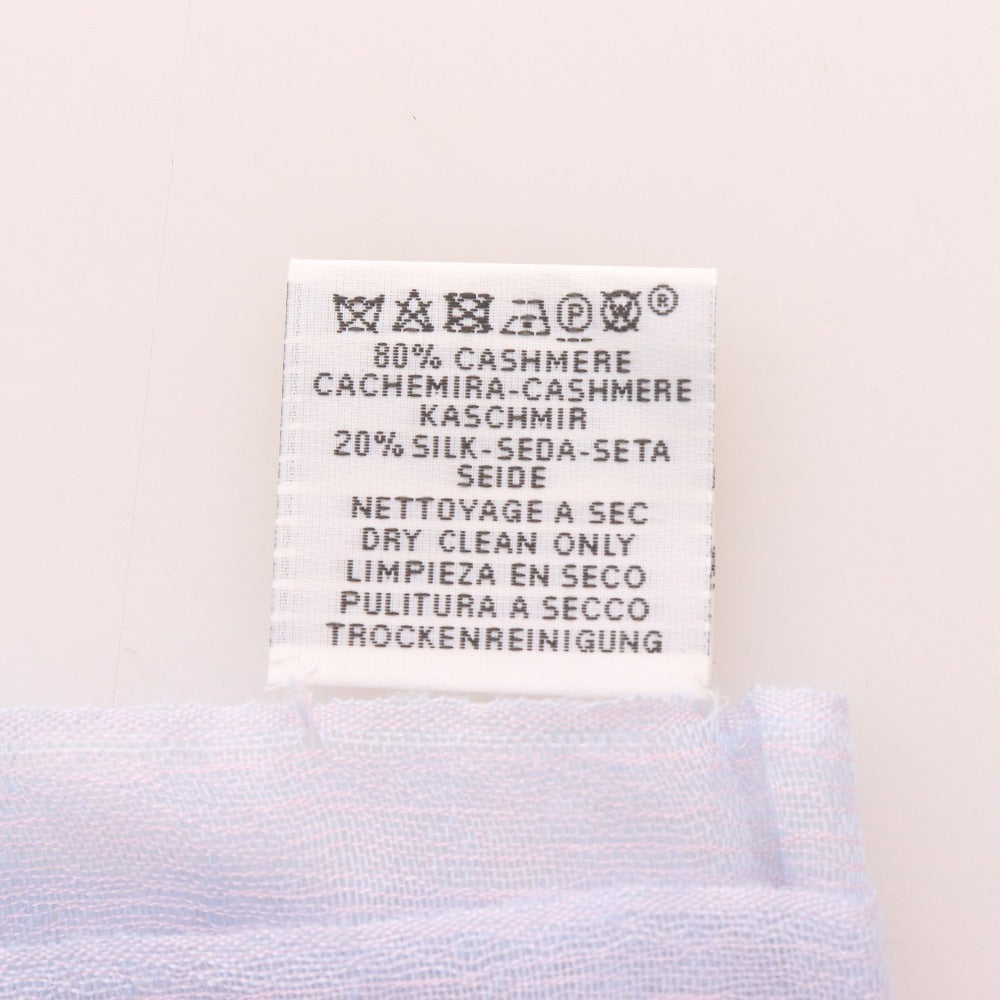 P W ®
80% CASHMERE
CACHEMIRA-CASHMERE
KASCHMIR
20% SILK-SEDA-SETA
SEIDE
NETTOYAGE A SEC
DRY CLEAN ONLY
LIMPIEZA EN SECO
PULITURA A SECCO
TROCKENREINIGUNG